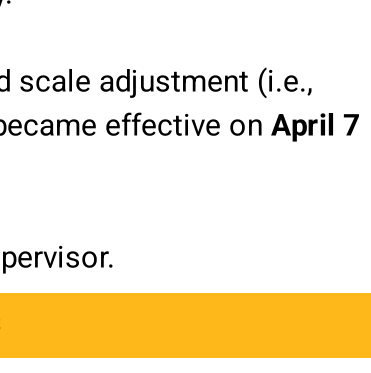 d scale adjustment (i.e.,
became effective on April 7
pervisor.